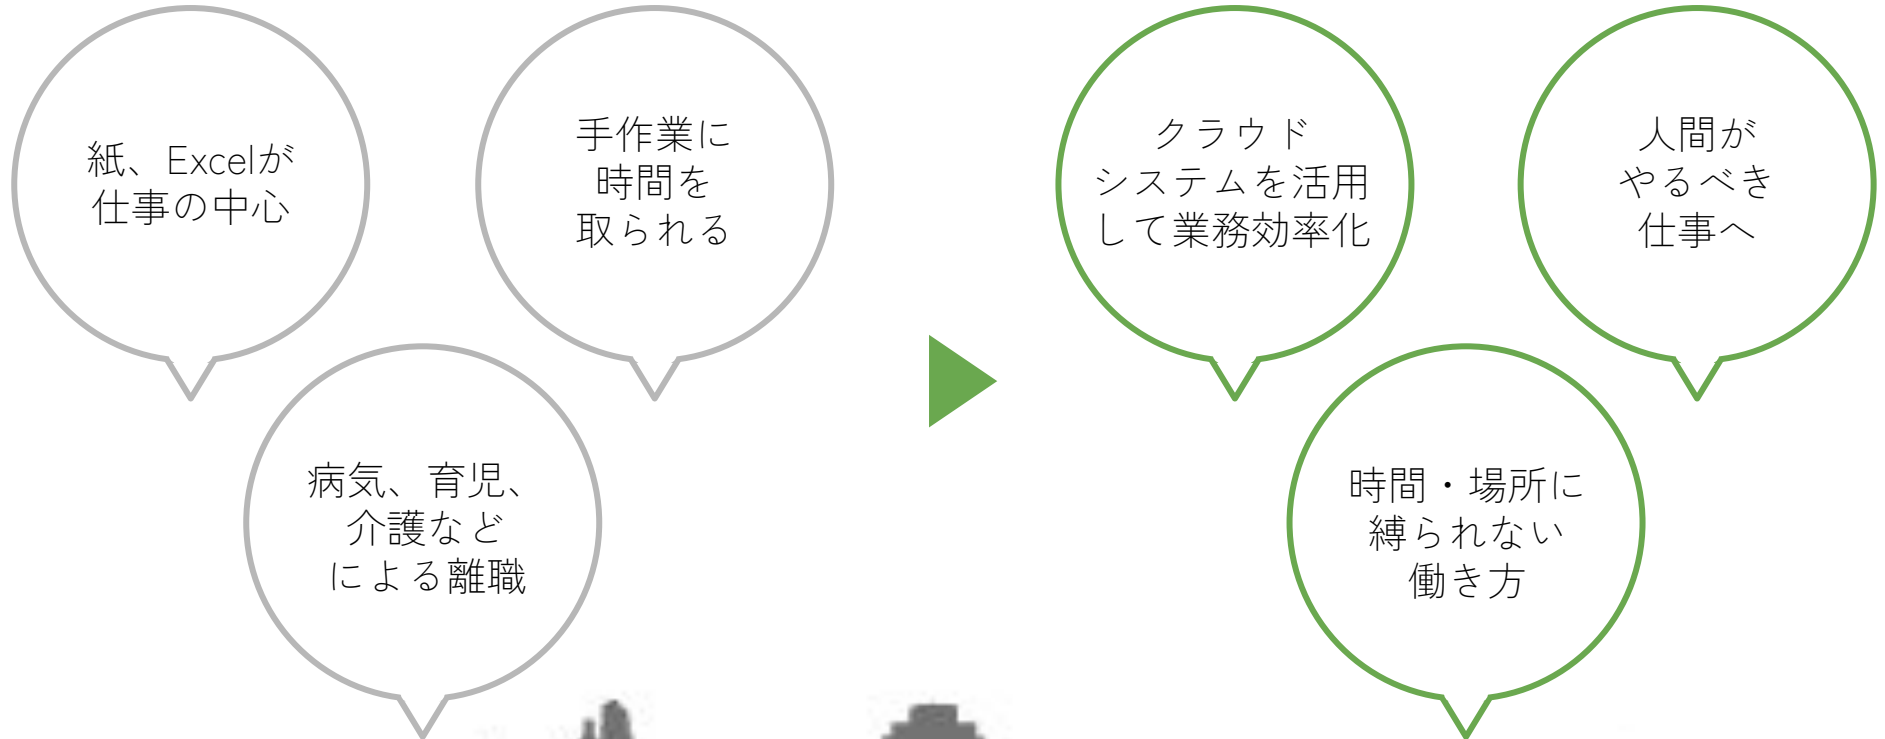 紙、Excelが
仕事の中心
手作業に
時間を
取られる
病気、育児、
介護など
による離職
クラウド
システムを活用
して業務効率化
人間が
やるべき
仕事へ
時間・場所に
縛られない
働き方